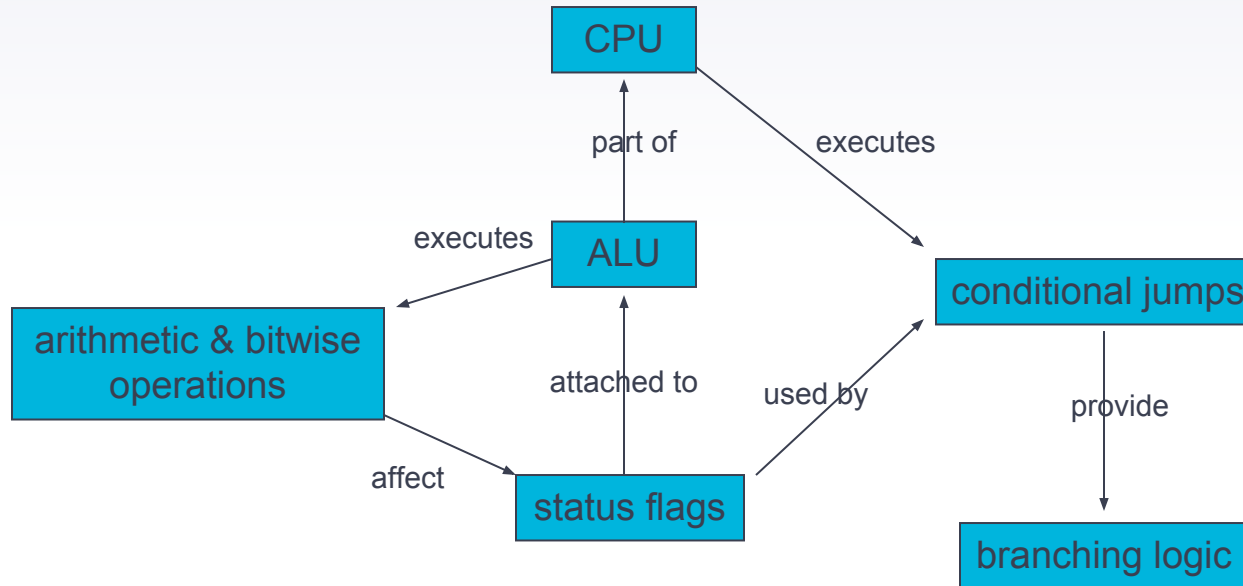 CPU
part of
executes
executes
ALU
conditional jumps
arithmetic & bitwise
operations
attached to
used by
provide
affect
status flags
branching logic